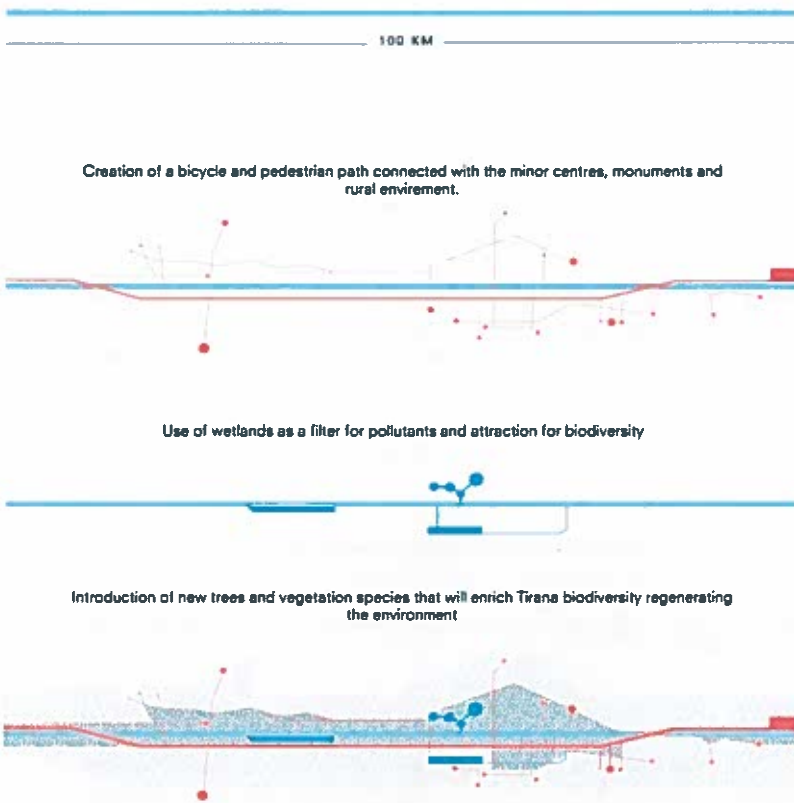 100 KM
Creation of a bicycle and pedestrian path connected with the minor centres, monuments and
rural envirement.
Use of wetlands as a filter for pollutants and attraction for biodiversity
Introduction of new trees and vegetation species that will enrich Tirana biodiversity regenerating
the environment